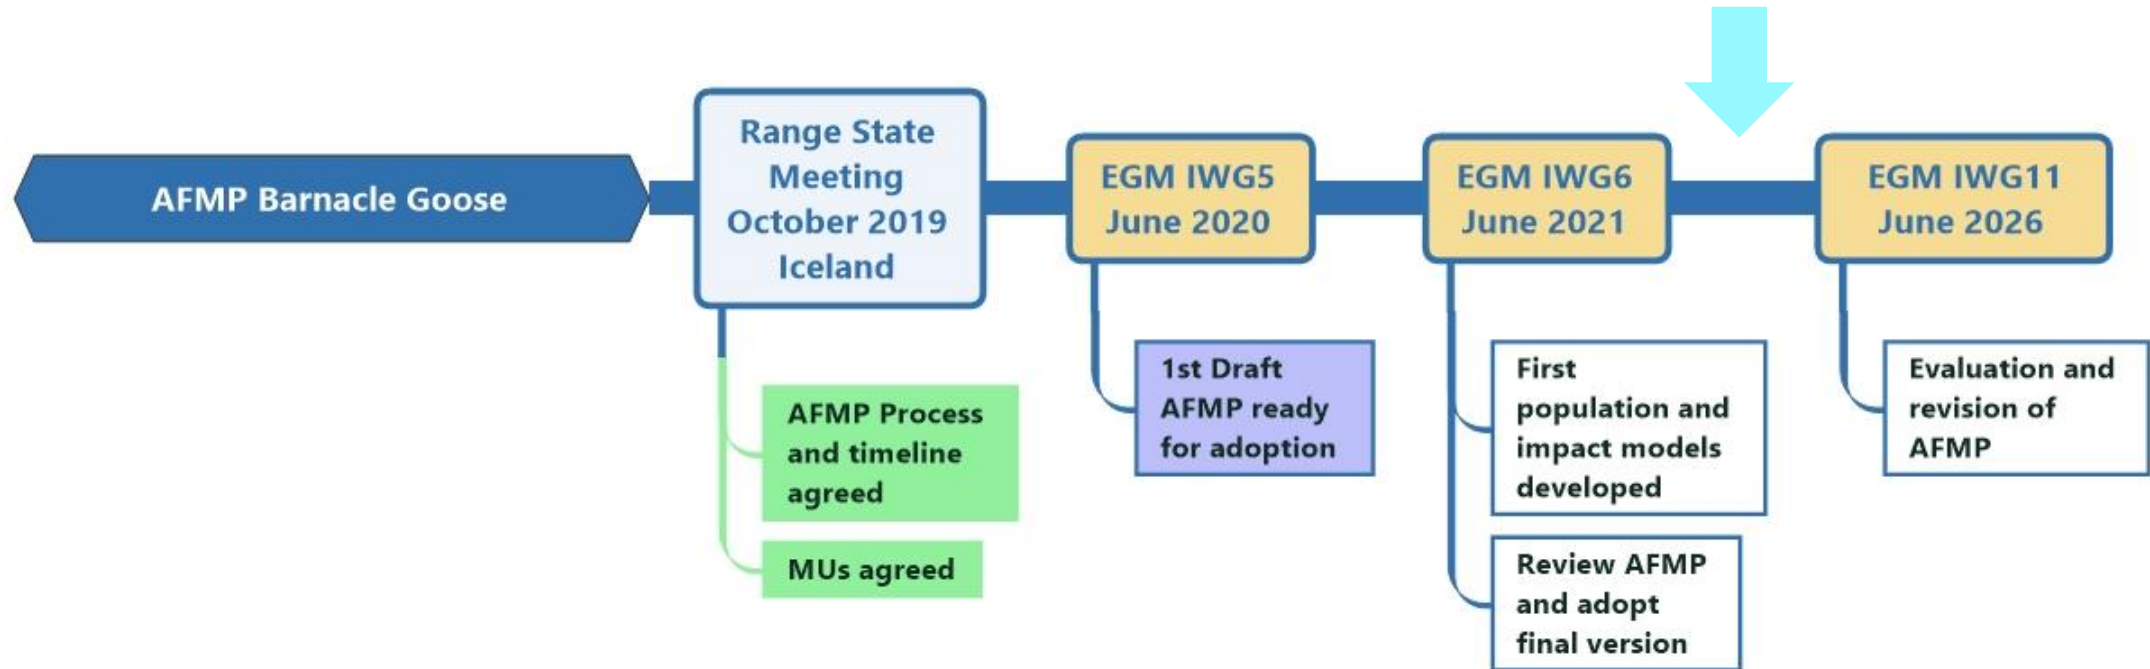 AFMP Barnacle Goose
Range State
Meeting
October 2019
Iceland
AFMP Process
and timeline
agreed
MUs agreed
EGM IWG5
June 2020
1st Draft
AFMP ready
for adoption
EGM IWG6
June 2021
First
population and
impact models
developed
Review AFMP
and adopt
final version
EGM IWG11
June 2026
Evaluation and
revision of
AFMP